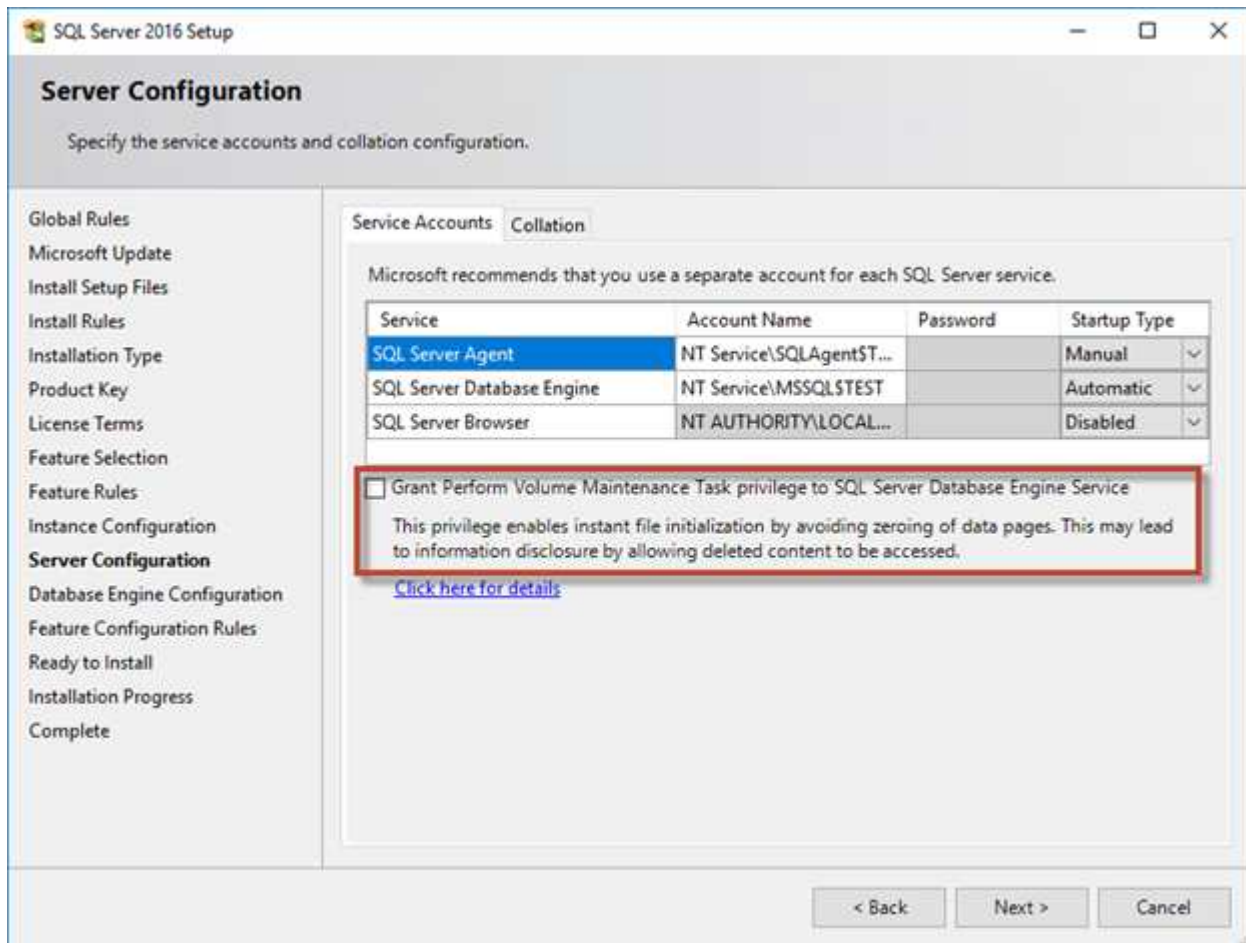 SQL Server 2016 Setup
Server Configuration
Specify the service accounts and collation configuration.
Global Rules
Microsoft Update
Install Setup Files
Install Rules
Installation Type
Product Key
License Terms
Feature Selection
Feature Rules
Instance Configuration
Server Configuration
Database Engine Configuration
Feature Configuration Rules
Ready to Install
Installation Progress
Complete
Service Accounts Collation
Microsoft recommends that you use a separate account for each SQL Server service.
Service Account Name Password Startup Type
SQL Server Agent NT Service\SQLAgent$T... Manual
SQL Server Database Engine NT Service\MSSQL$TEST Automatic
SQL Server Browser NT AUTHORITY\LOCAL... Disabled
Grant Perform Volume Maintenance Task privilege to SQL Server Database Engine Service
This privilege enables instant file initialization by avoiding zeroing of data pages. This may lead
to information disclosure by allowing deleted content to be accessed.
Click here for details
< Back Next > Cancel